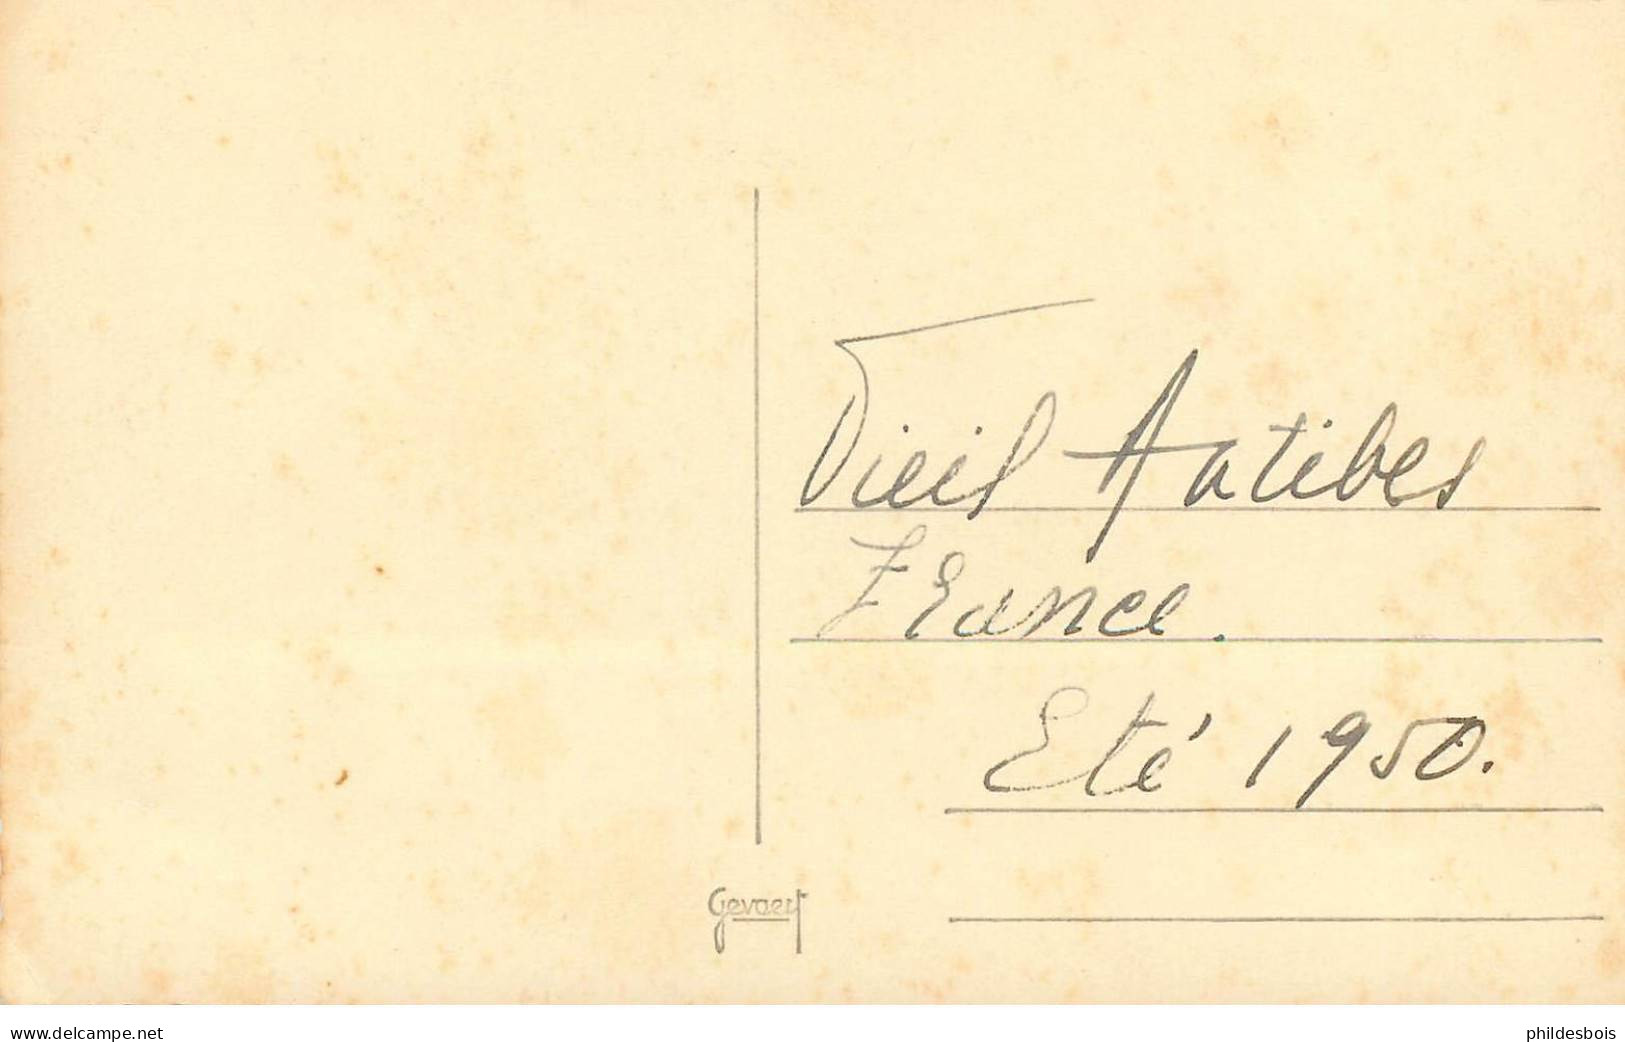 Vieil Antibes
France.
Eté 1950.
Gevaert
www.delcampe.net
phildesbois